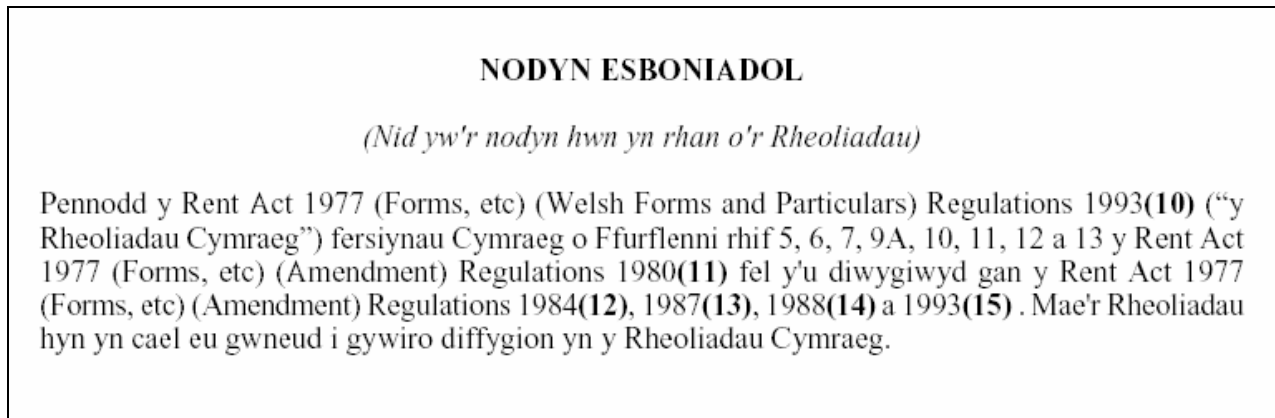 NODYN ESBONIADOL
(Nid yw'r nodyn hwn yn rhan o'r Rheoliadau)
Pennodd y Rent Act 1977 (Forms, etc) (Welsh Forms and Particulars) Regulations 1993(10) (“y
Rheoliadau Cymraeg”) fersiynau Cymraeg o Ffurflenni rhif 5, 6, 7, 9A, 10, 11, 12 a 13 y Rent Act
1977 (Forms, etc) (Amendment) Regulations 1980(11) fel y'u diwygiwyd gan y Rent Act 1977
(Forms, etc) (Amendment) Regulations 1984(12), 1987(13), 1988(14) a 1993(15) . Mae'r Rheoliadau
hyn yn cael eu gwneud i gywiro diffygion yn y Rheoliadau Cymraeg.